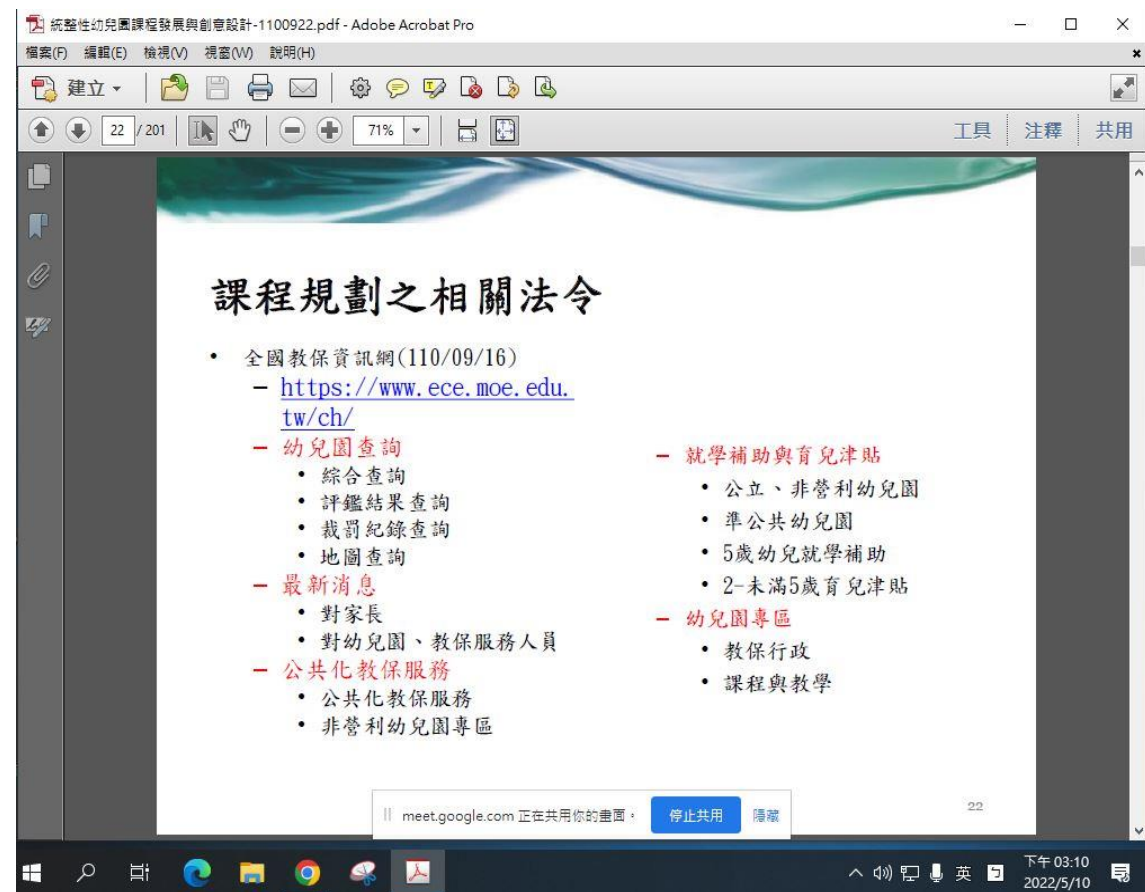 統整性幼兒園課程發展與創意設計-1100922.pdf - Adobe Acrobat Pro
檔案(F) 編輯(E) 檢視(V) 視窗(W) 說明(H)
建立
22 / 201 71% 工具 注釋 共用
課程規劃之相關法令
• 全國教保資訊網(110/09/16)
– https://www.ece.moe.edu.
tw/ch/
– 幼兒園查詢
• 綜合查詢
• 評鑑結果查詢
• 裁罰紀錄查詢
• 地圖查詢
– 最新消息
• 對家長
• 對幼兒園、教保服務人員
– 公共化教保服務
• 公共化教保服務
• 非營利幼兒園專區
– 就學補助與育兒津貼
• 公立、非營利幼兒園
• 準公共幼兒園
• 5歲幼兒就學補助
• 2-未滿5歲育兒津貼
– 幼兒園專區
• 教保行政
• 課程與教學
22
meet.google.com 正在共用你的畫面。 停止共用 隱藏
英
下午 03:10
2022/5/10